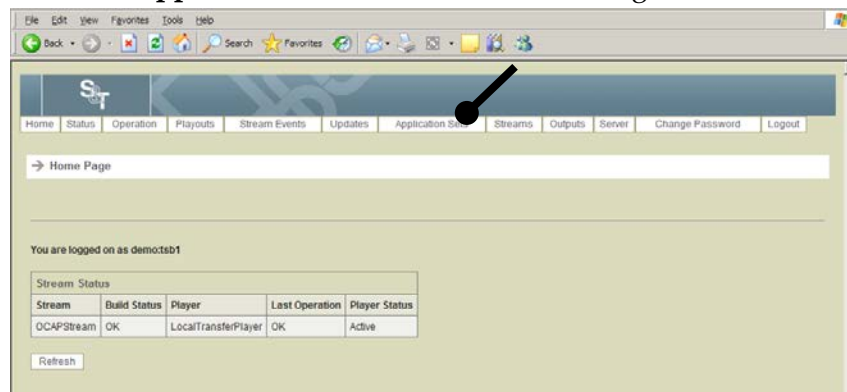 File Edit View Favorites Tools Help
Back Search Favorites
S&T
Home Status Operation Playouts Stream Events Updates Application Sets Streams Outputs Server Change Password Logout
→ Home Page
You are logged on as demo:tsb1
Stream Status
Stream Build Status Player Last Operation Player Status
OCAPStream OK LocalTransferPlayer OK Active
Refresh